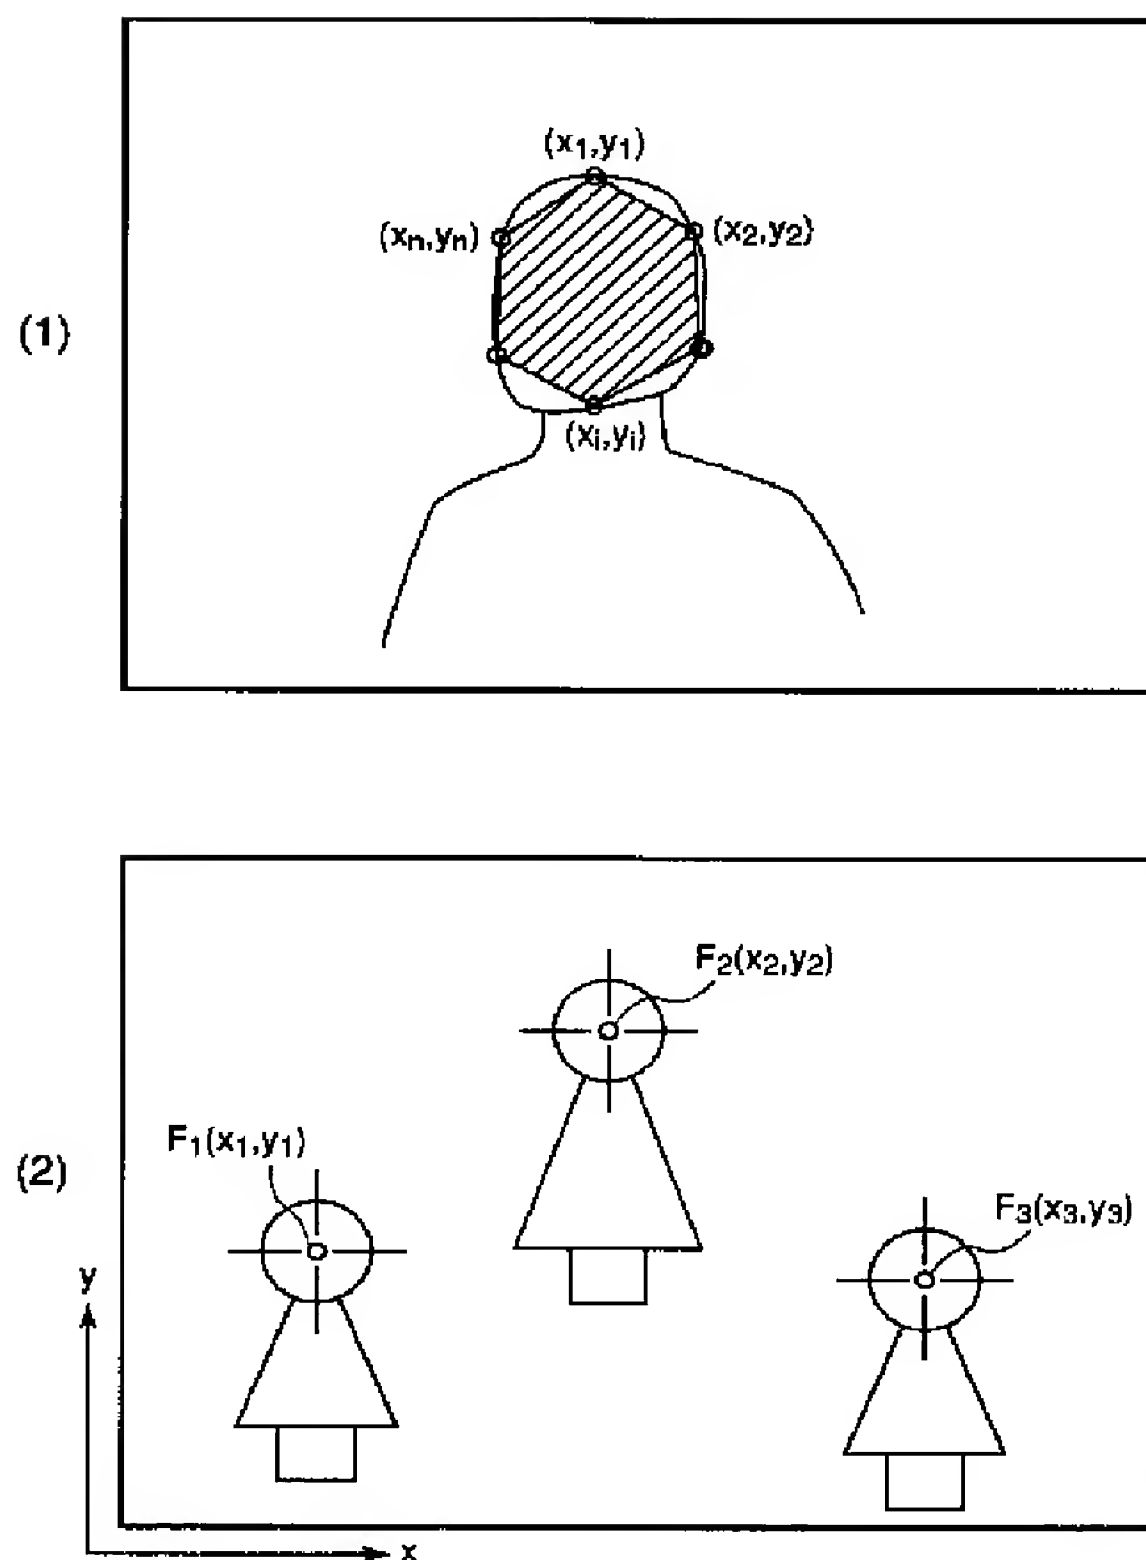 (x1,y1)
(xn,yn)
(x2,y2)
(1)
(xi,yi)
F2(x2,y2)
F1(x1,y1)
(2)
F3(x3,y3)
y
x